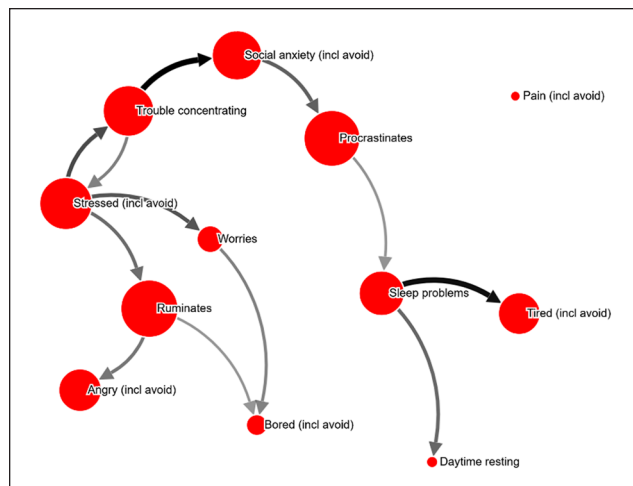 Social anxiety (incl avoid)
Pain (incl avoid)
Trouble concentrating
Procrastinates
Stressed (incl avoid)
Worries
Sleep problems
Ruminates
Tired (incl avoid)
Angry (incl avoid)
Bored (incl avoid)
Daytime resting